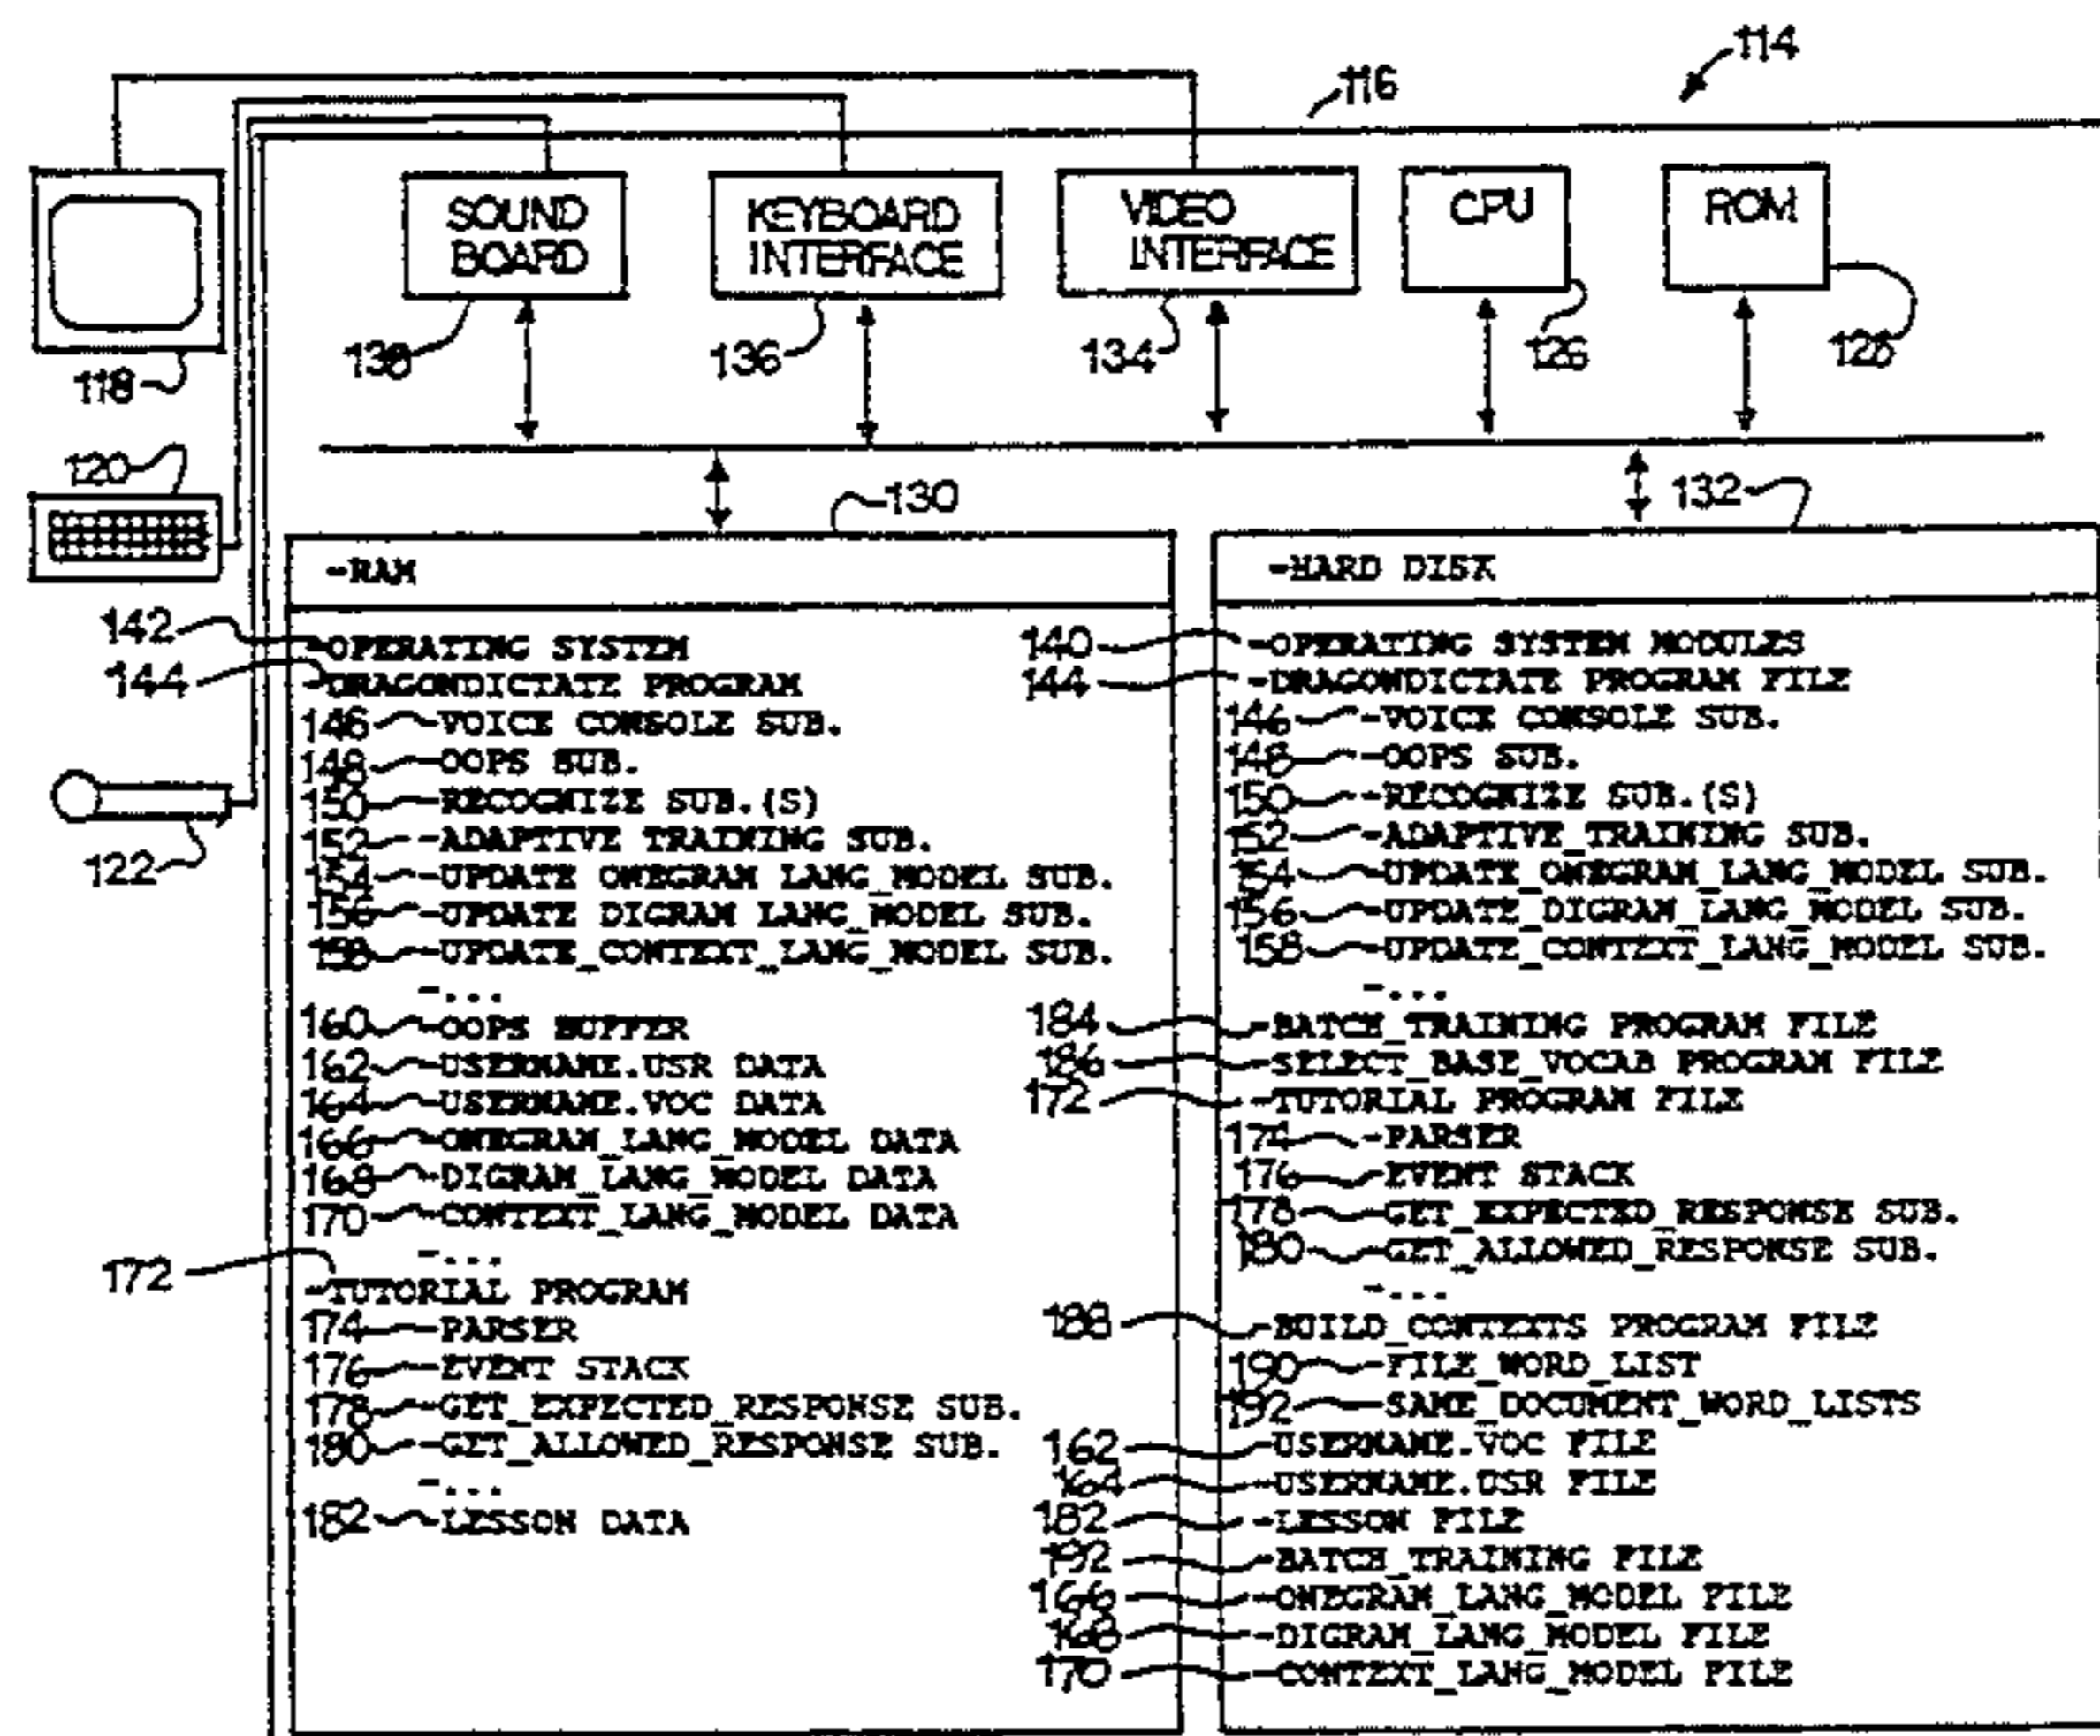 114
116
SOUND
BOARD
KEYBOARD
INTERFACE
VIDEO
INTERFACE
CPU
ROM
138
136
134
126
118
120
130
132
-RAM
-HARD DISK
142
-OPERATING SYSTEM
144
-DRAGONDICTATE PROGRAM
146 -VOICE CONSOLE SUB.
148 -OOPS SUB.
150 -RECOGNIZE SUB.(S)
152 -ADAPTIVE TRAINING SUB.
122
154 -UPDATE ONEGRAM LANG_MODEL SUB.
156 -UPDATE DIGRAM LANG_MODEL SUB.
158 -UPDATE_CONTEXT_LANG_MODEL SUB.
-...
160 -OOPS BUFFER
162 -USERNAME.USR DATA
164 -USERNAME.VOC DATA
166 -ONEGRAM_LANG_MODEL DATA
168 -DIGRAM_LANG_MODEL DATA
170 -CONTEXT_LANG_MODEL DATA
-...
172 -TUTORIAL PROGRAM
174 -PARSER
176 -EVENT STACK
178 -GET_EXPECTED_RESPONSE SUB.
180 -GET_ALLOWED_RESPONSE SUB.
-...
182 -LESSON DATA
140 -OPERATING SYSTEM MODULES
144 -DRAGONDICTATE PROGRAM FILE
146 -VOICE CONSOLE SUB.
148 -OOPS SUB.
150 -RECOGNIZE SUB.(S)
152 -ADAPTIVE_TRAINING SUB.
154 -UPDATE_ONEGRAM_LANG_MODEL SUB.
156 -UPDATE_DIGRAM_LANG_MODEL SUB.
158 -UPDATE_CONTEXT_LANG_MODEL SUB.
-...
184 -BATCH_TRAINING PROGRAM FILE
186 -SELECT_BASE_VOCAB PROGRAM FILE
172 -TUTORIAL PROGRAM FILE
174 -PARSER
176 -EVENT STACK
178 -GET_EXPECTED_RESPONSE SUB.
180 -GET_ALLOWED_RESPONSE SUB.
-...
188 -BUILD_CONTEXTS PROGRAM FILE
190 -FILE_WORD_LIST
192 -SAME_DOCUMENT_WORD_LISTS
162 -USERNAME.VOC FILE
164 -USERNAME.USR FILE
182 -LESSON FILE
192 -BATCH_TRAINING FILE
166 -ONEGRAM_LANG_MODEL FILE
168 -DIGRAM_LANG_MODEL FILE
170 -CONTEXT_LANG_MODEL FILE